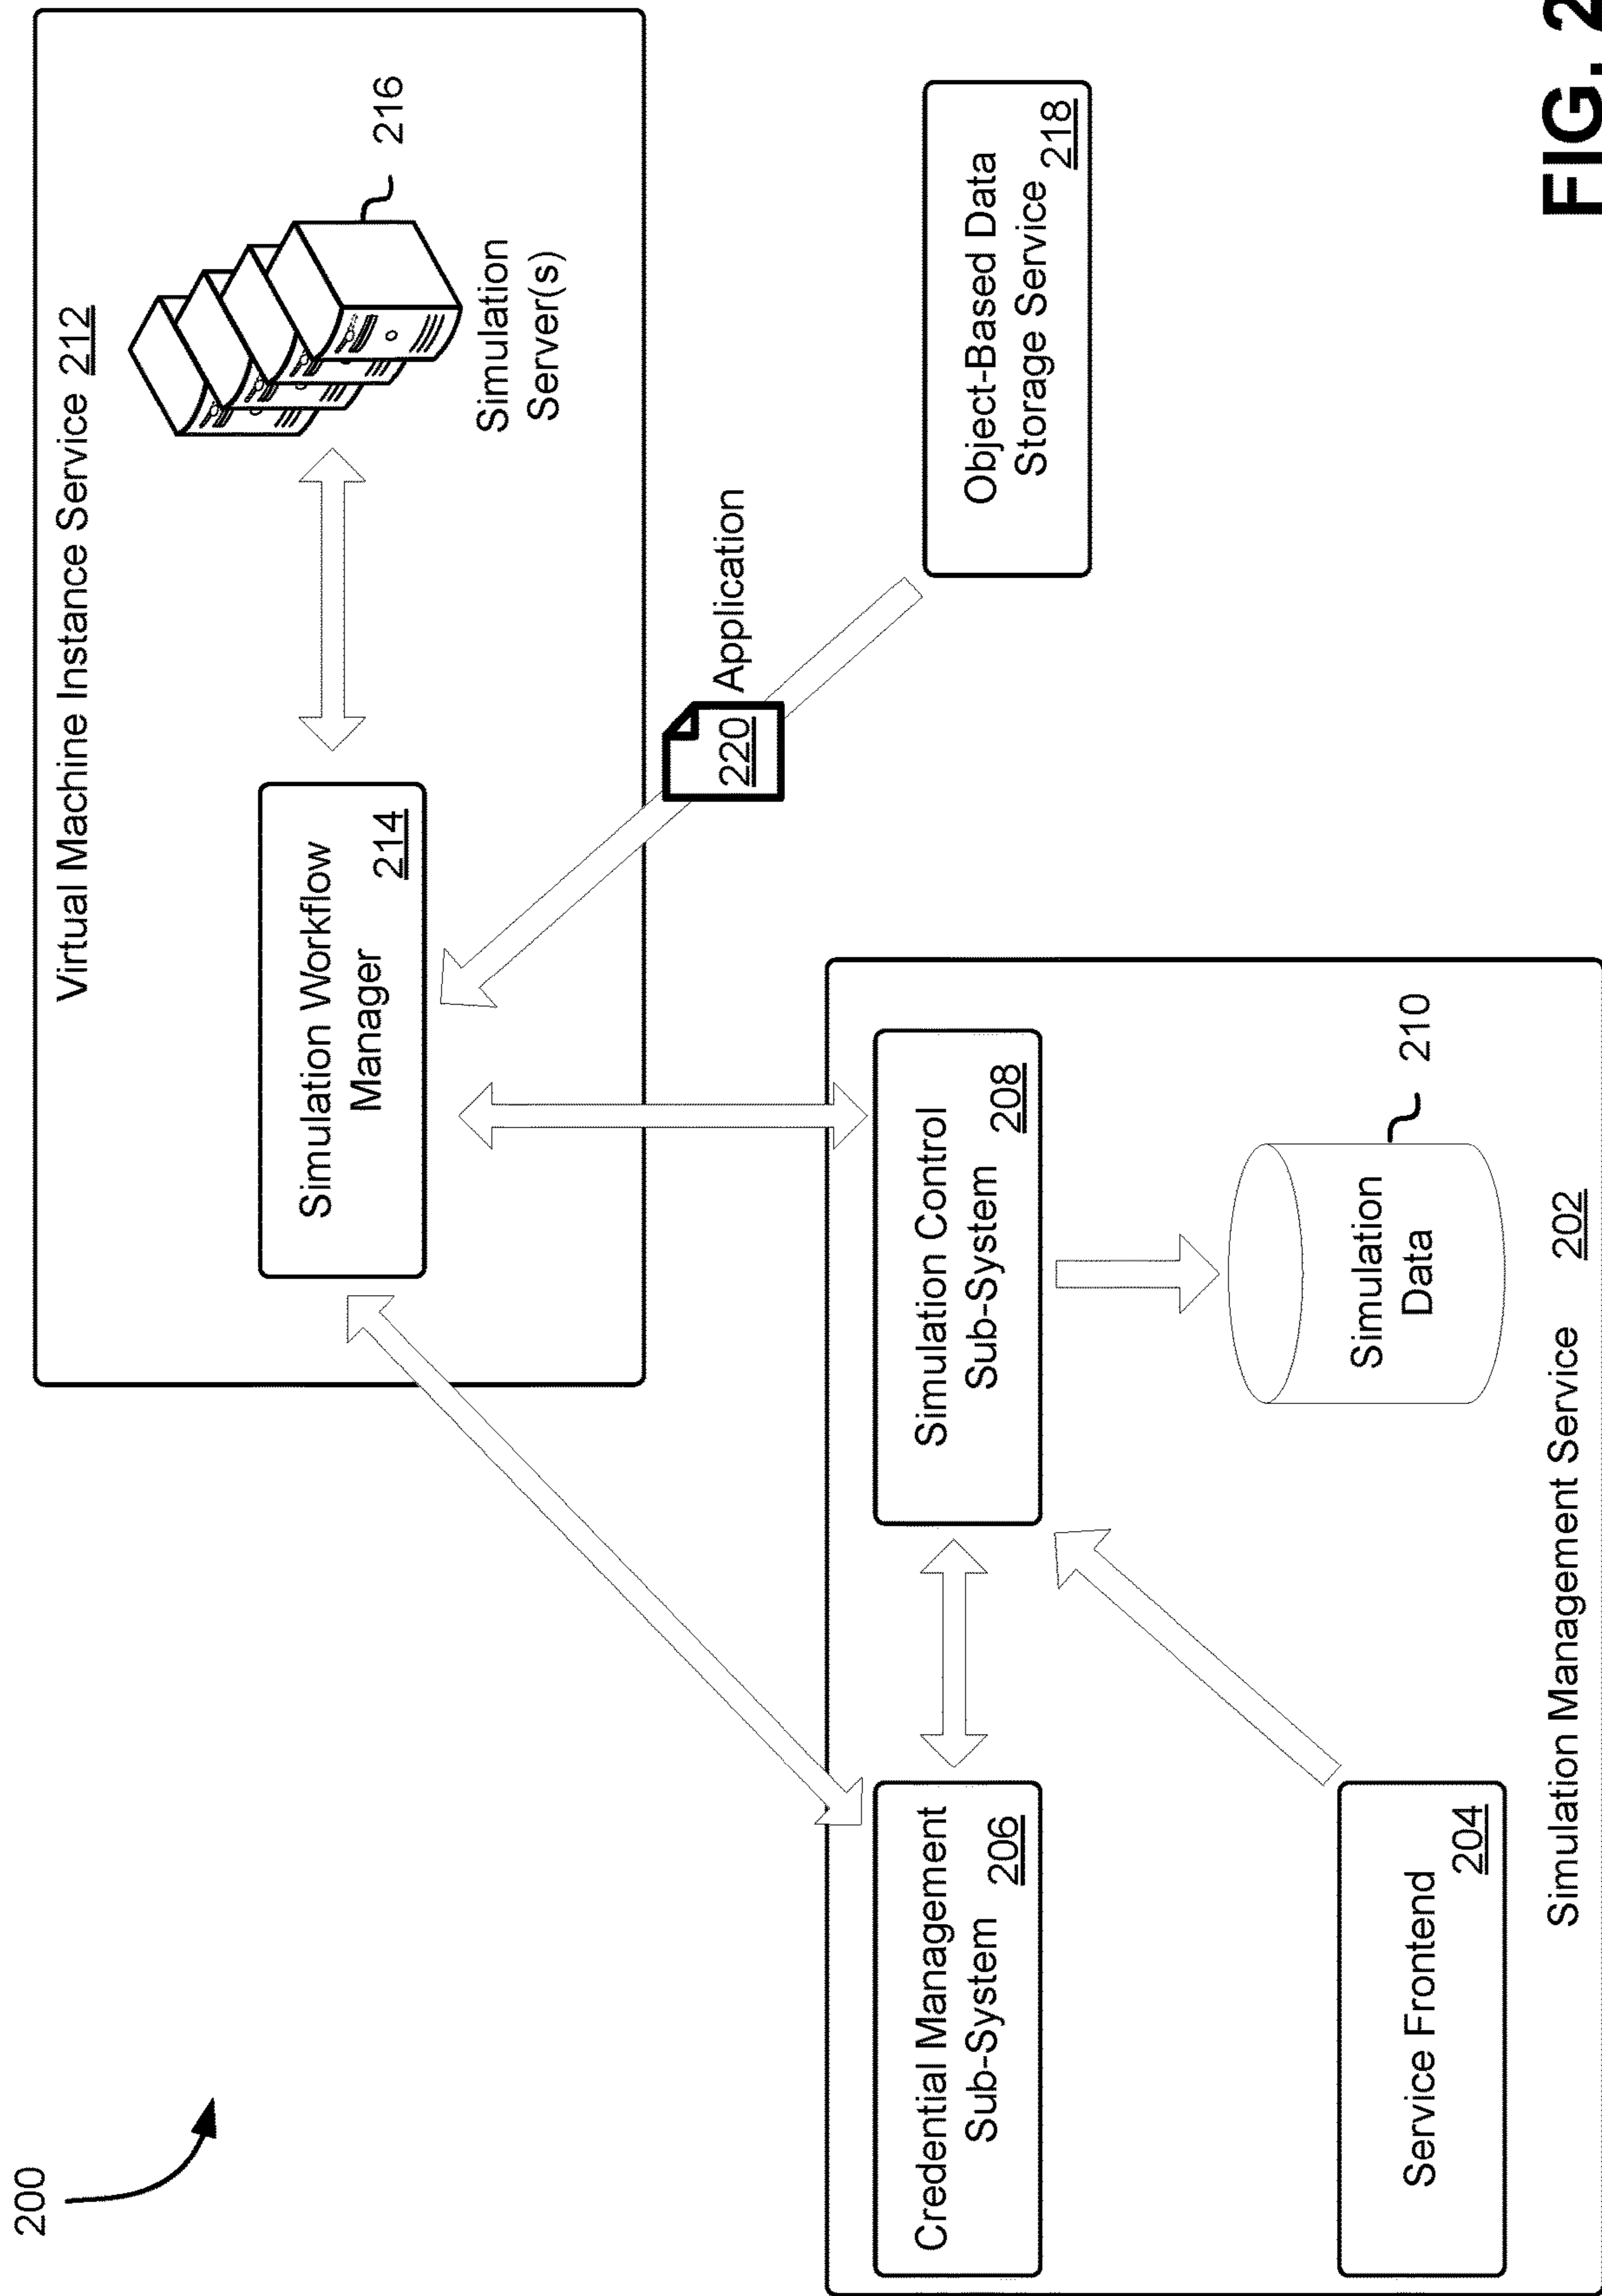 200
Virtual Machine Instance Service 212
Simulation Workflow
Manager
214
216
Simulation
Server(s)
220
Application
Object-Based Data
Storage Service 218
Credential Management
Sub-System 206
Simulation Control
Sub-System 208
Service Frontend
204
Simulation
Data
210
Simulation Management Service 202
FIG. 2